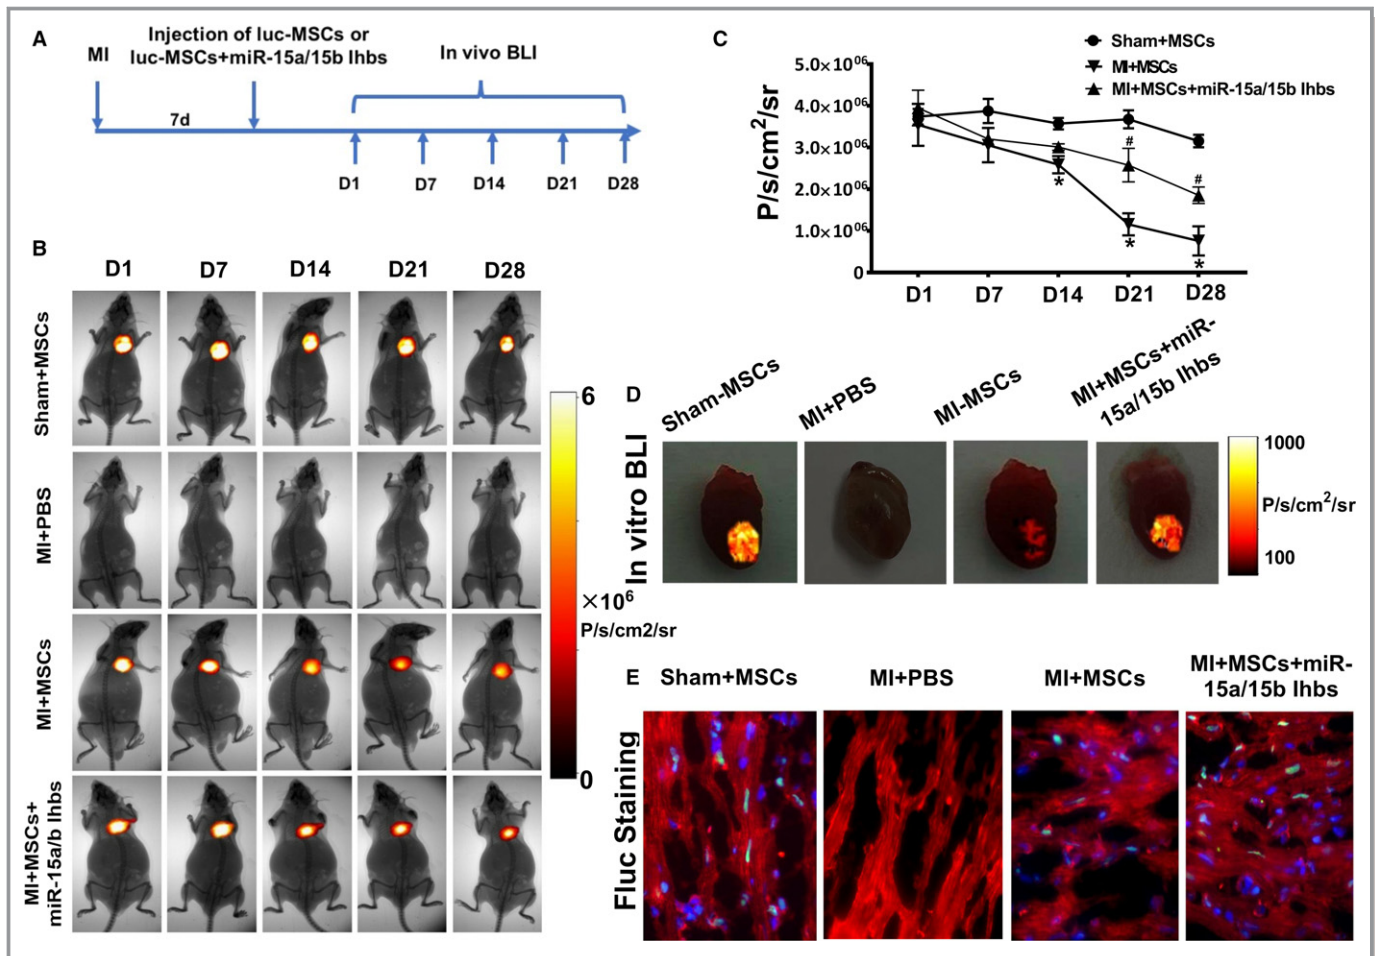 A
MI
Injection of luc-MSCs or
luc-MSCs+miR-15a/15b Ihbs
In vivo BLI
7d
D1
D7
D14
D21
D28
B
D1
D7
D14
D21
D28
Sham+MSCs
MI+PBS
MI+MSCs
MI+MSCs+
miR-15a/b Ihbs
6
×10⁶
P/s/cm2/sr
0
C
Sham+MSCs
MI+MSCs
MI+MSCs+miR-15a/15b Ihbs
P/s/cm²/sr
5.0×10⁰⁶
4.0×10⁰⁶
3.0×10⁰⁶
2.0×10⁰⁶
1.0×10⁰⁶
0
#
#
*
*
*
D1
D7
D14
D21
D28
D
Sham-MSCs
MI+PBS
MI-MSCs
MI+MSCs+miR-
15a/15b Ihbs
In vitro BLI
1000
P/s/cm²/sr
100
E
Sham+MSCs
MI+PBS
MI+MSCs
MI+MSCs+miR-
15a/15b Ihbs
Fluc Staining